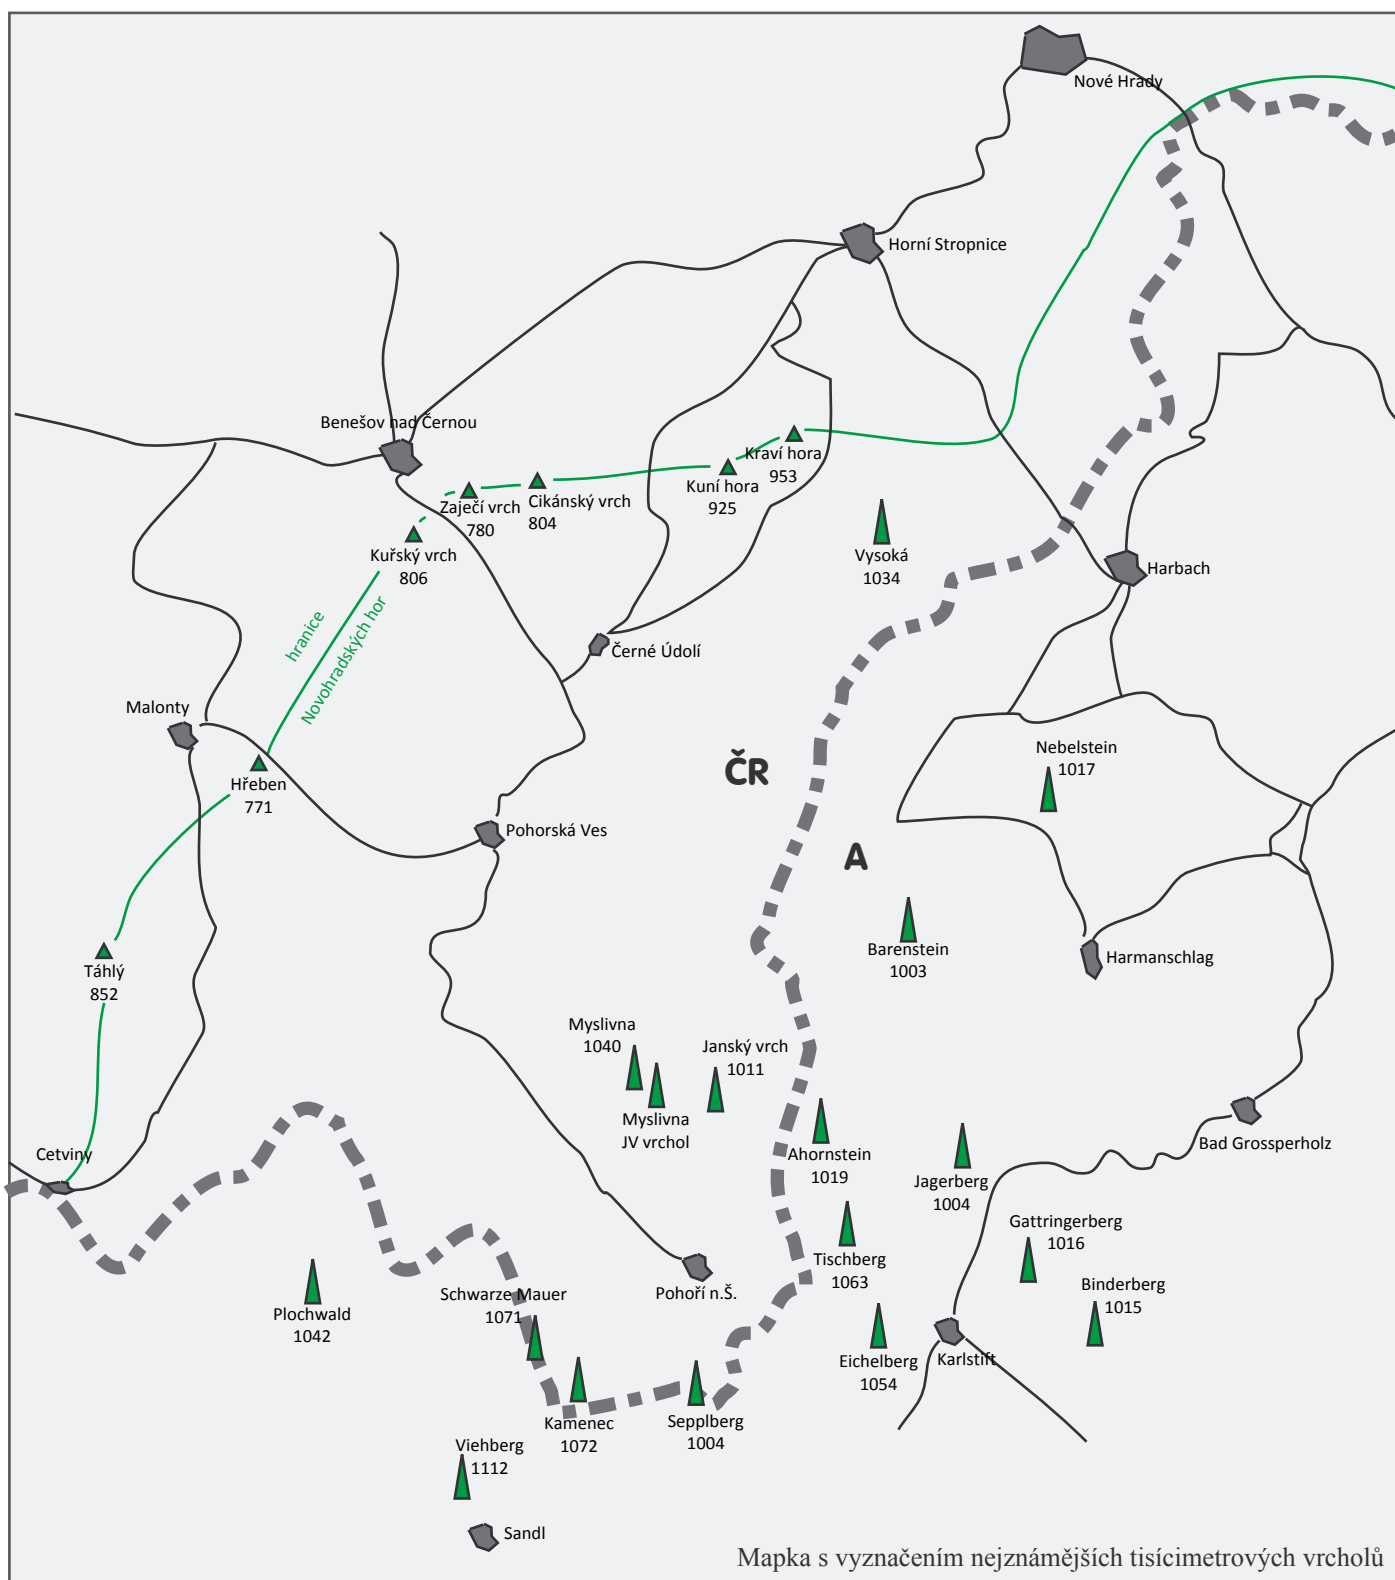 Nové Hrady
Horní Stropnice
Benešov nad Černou
Kraví hora
953
Kuní hora
925
Cikánský vrch
804
Zaječí vrch
780
Kuřský vrch
806
Vysoká
1034
Harbach
hranice
Novohradských hor
Černé Údolí
Malonty
Hřeben
771
Nebelstein
1017
ČR
A
Pohorská Ves
Barenstein
1003
Harmanschlag
Táhlý
852
Myslivna
1040
Janský vrch
1011
Myslivna
JV vrchol
Ahornstein
1019
Jagerberg
1004
Bad Grossperholz
Cetviny
Gattringerberg
1016
Tischberg
1063
Binderberg
1015
Pohoří n.Š.
Schwarze Mauer
1071
Plochwald
1042
Eichelberg
1054
Karlstift
Kamenec
1072
Sepplberg
1004
Viehberg
1112
Sandl
Mapka s vyznačením nejznámějších tisícimetrových vrcholů